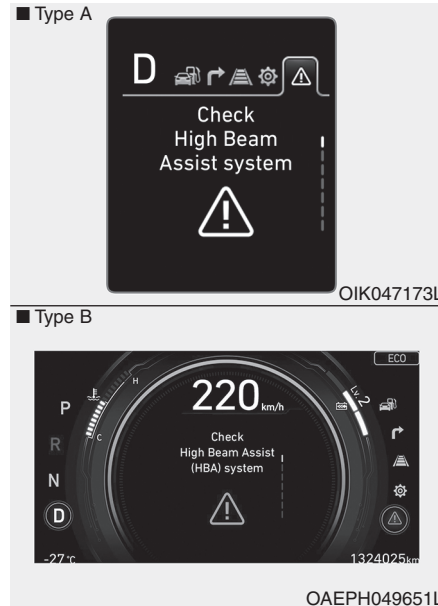 ■ Type A
D
Check
High Beam
Assist system
OIK047173L
■ Type B
ECO
H
220 km/h
Lv.2
P
R
C
N
D
Check
High Beam Assist
(HBA) system
-27℃
1324025km
OAEPH049651L